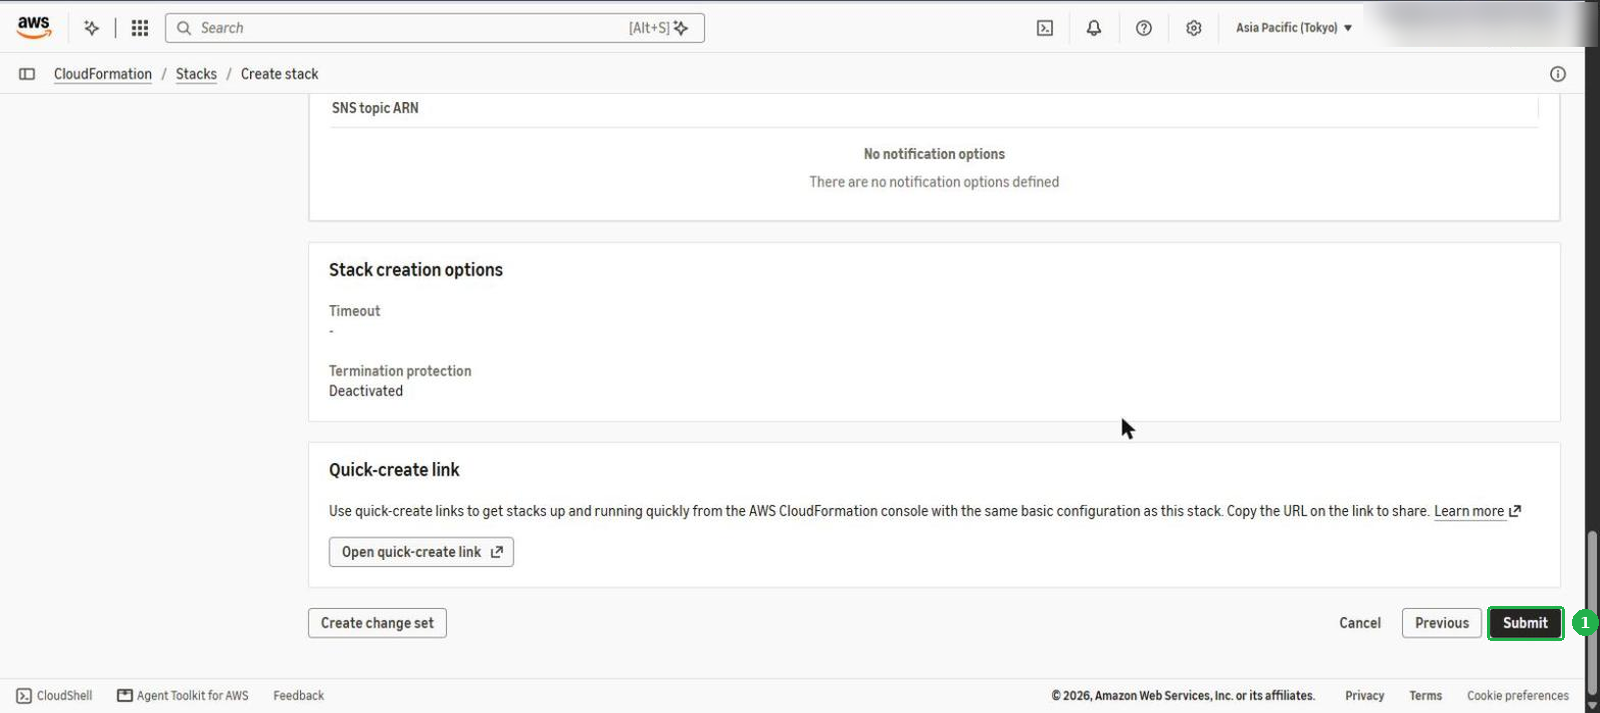 aws
Search [Alt+S]
Asia Pacific (Tokyo)
CloudFormation / Stacks / Create stack
SNS topic ARN
No notification options
There are no notification options defined
Stack creation options
Timeout
-
Termination protection
Deactivated
Quick-create link
Use quick-create links to get stacks up and running quickly from the AWS CloudFormation console with the same basic configuration as this stack. Copy the URL on the link to share. Learn more
Open quick-create link
Create change set Cancel Previous Submit 1
CloudShell Agent Toolkit for AWS Feedback © 2026, Amazon Web Services, Inc. or its affiliates. Privacy Terms Cookie preferences